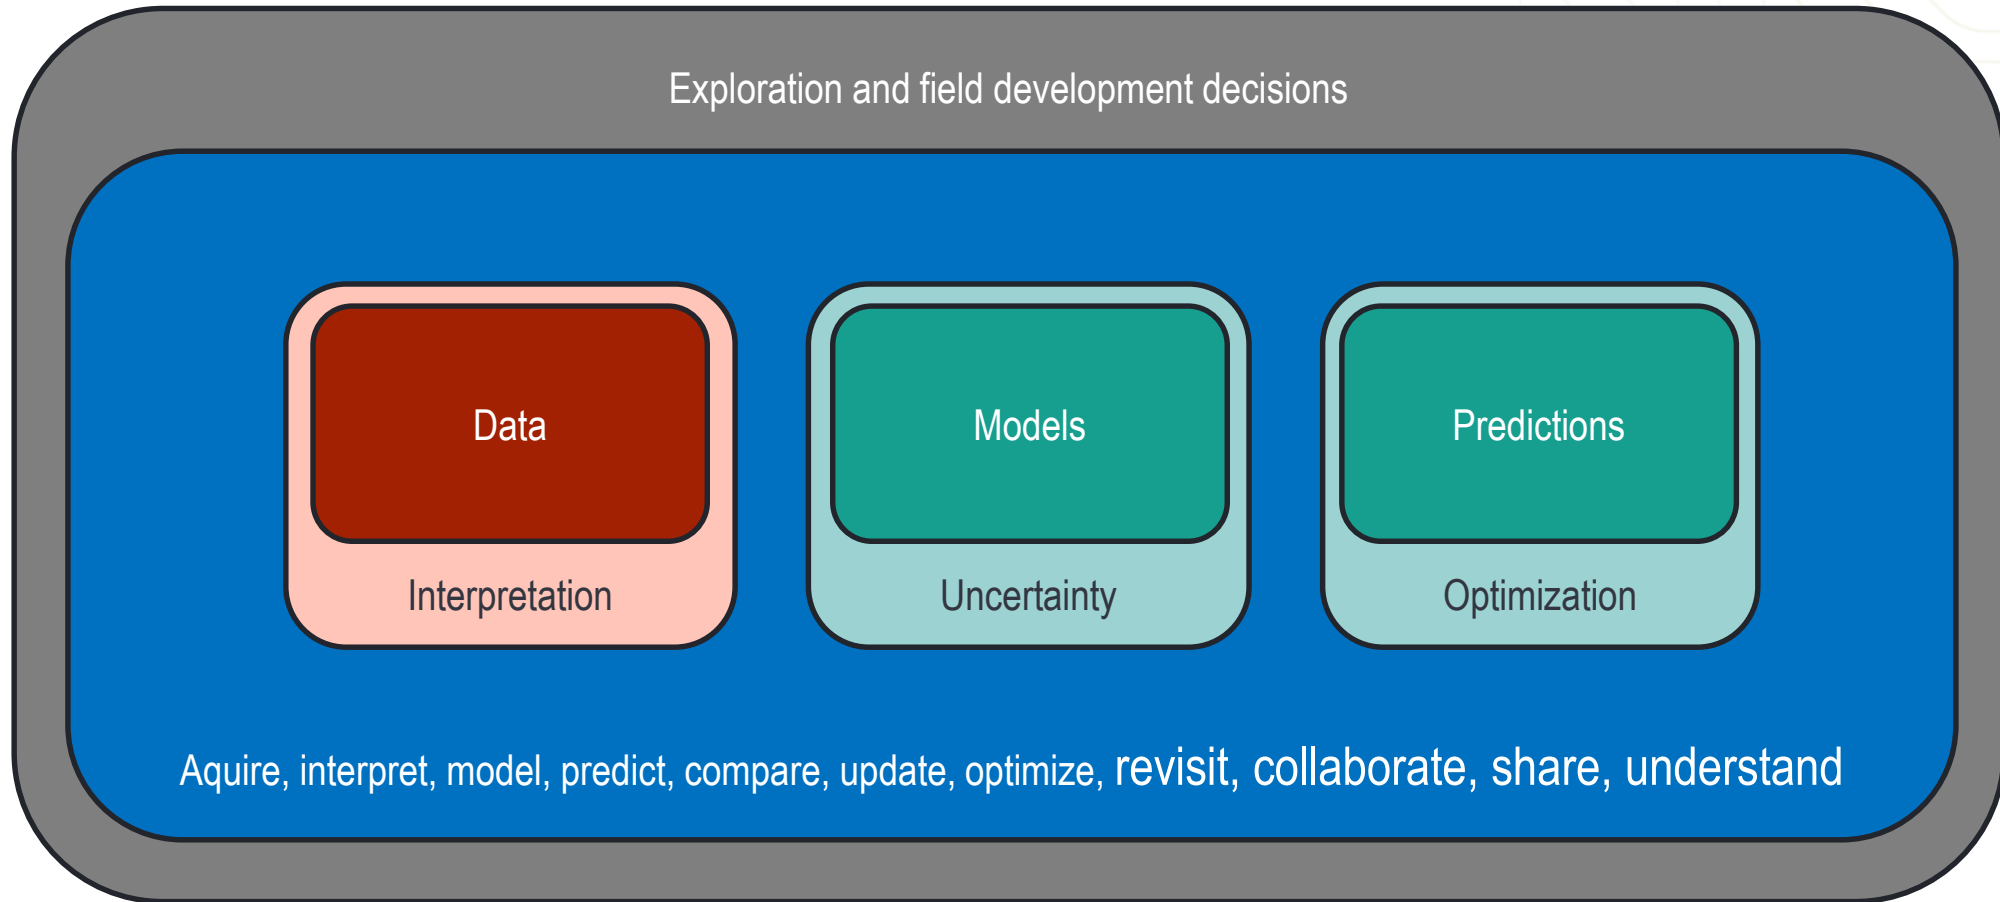 Exploration and field development decisions
Data
Models
Predictions
Interpretation
Uncertainty
Optimization
Aquire, interpret, model, predict, compare, update, optimize, revisit, collaborate, share, understand